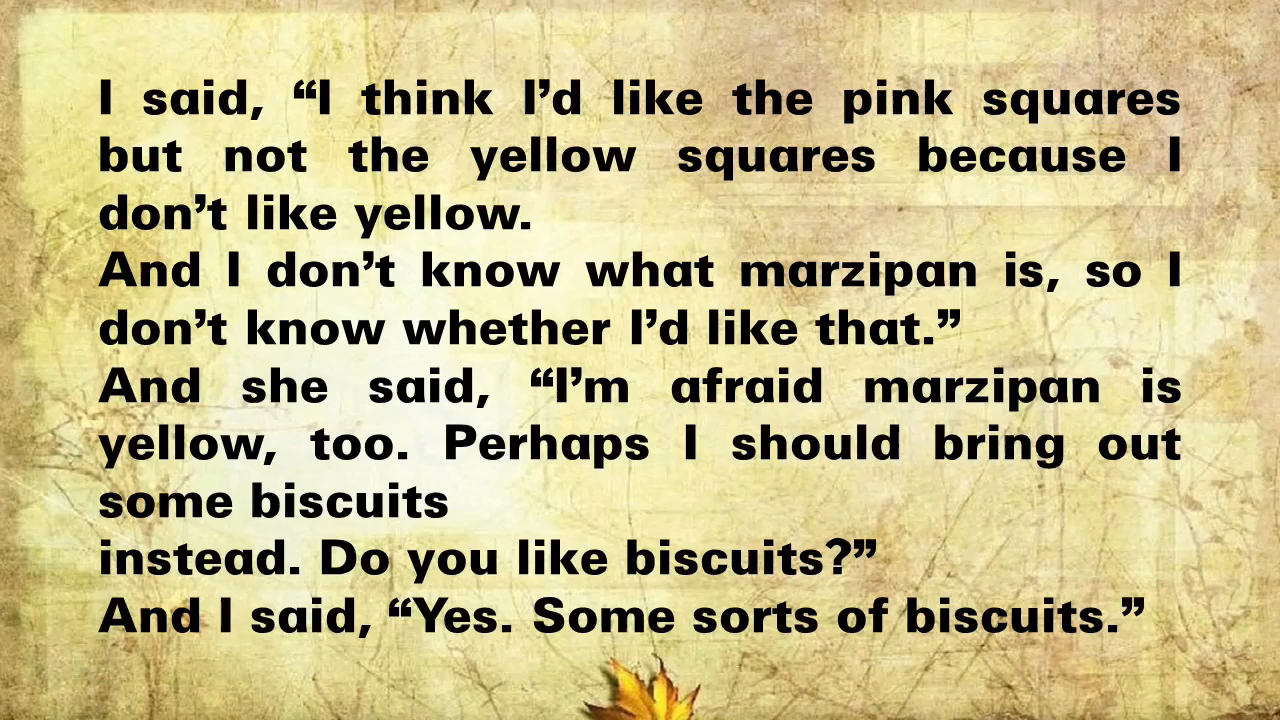 I said, “I think I’d like the pink squares
but not the yellow squares because I
don’t like yellow.
And I don’t know what marzipan is, so I
don’t know whether I’d like that.”
And she said, “I’m afraid marzipan is
yellow, too. Perhaps I should bring out
some biscuits
instead. Do you like biscuits?”
And I said, “Yes. Some sorts of biscuits.”